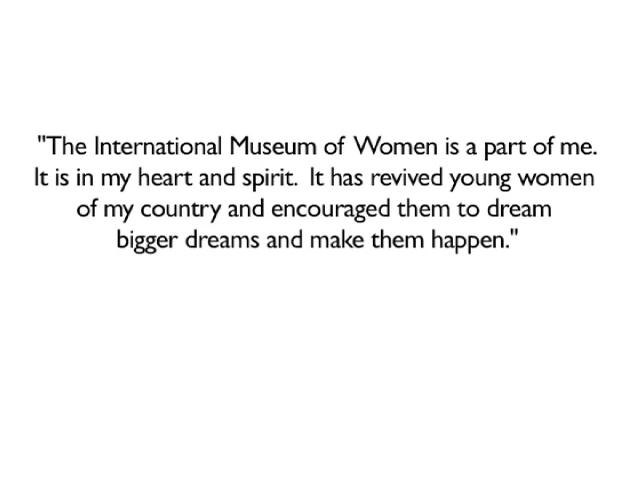 "The International Museum of Women is a part of me.
It is in my heart and spirit. It has revived young women
of my country and encouraged them to dream
bigger dreams and make them happen."